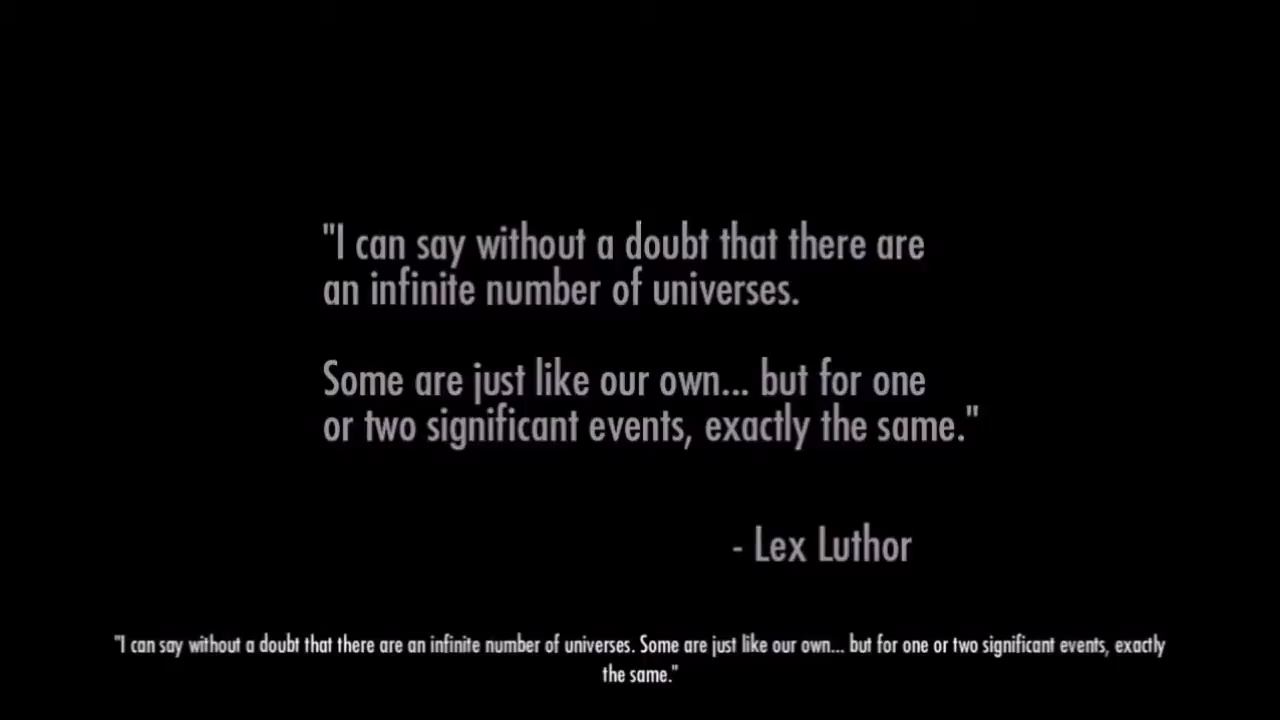 "I can say without a doubt that there are
an infinite number of universes.
Some are just like our own... but for one
or two significant events, exactly the same."
- Lex Luthor
"I can say without a doubt that there are an infinite number of universes. Some are just like our own... but for one or two significant events, exactly
the same."